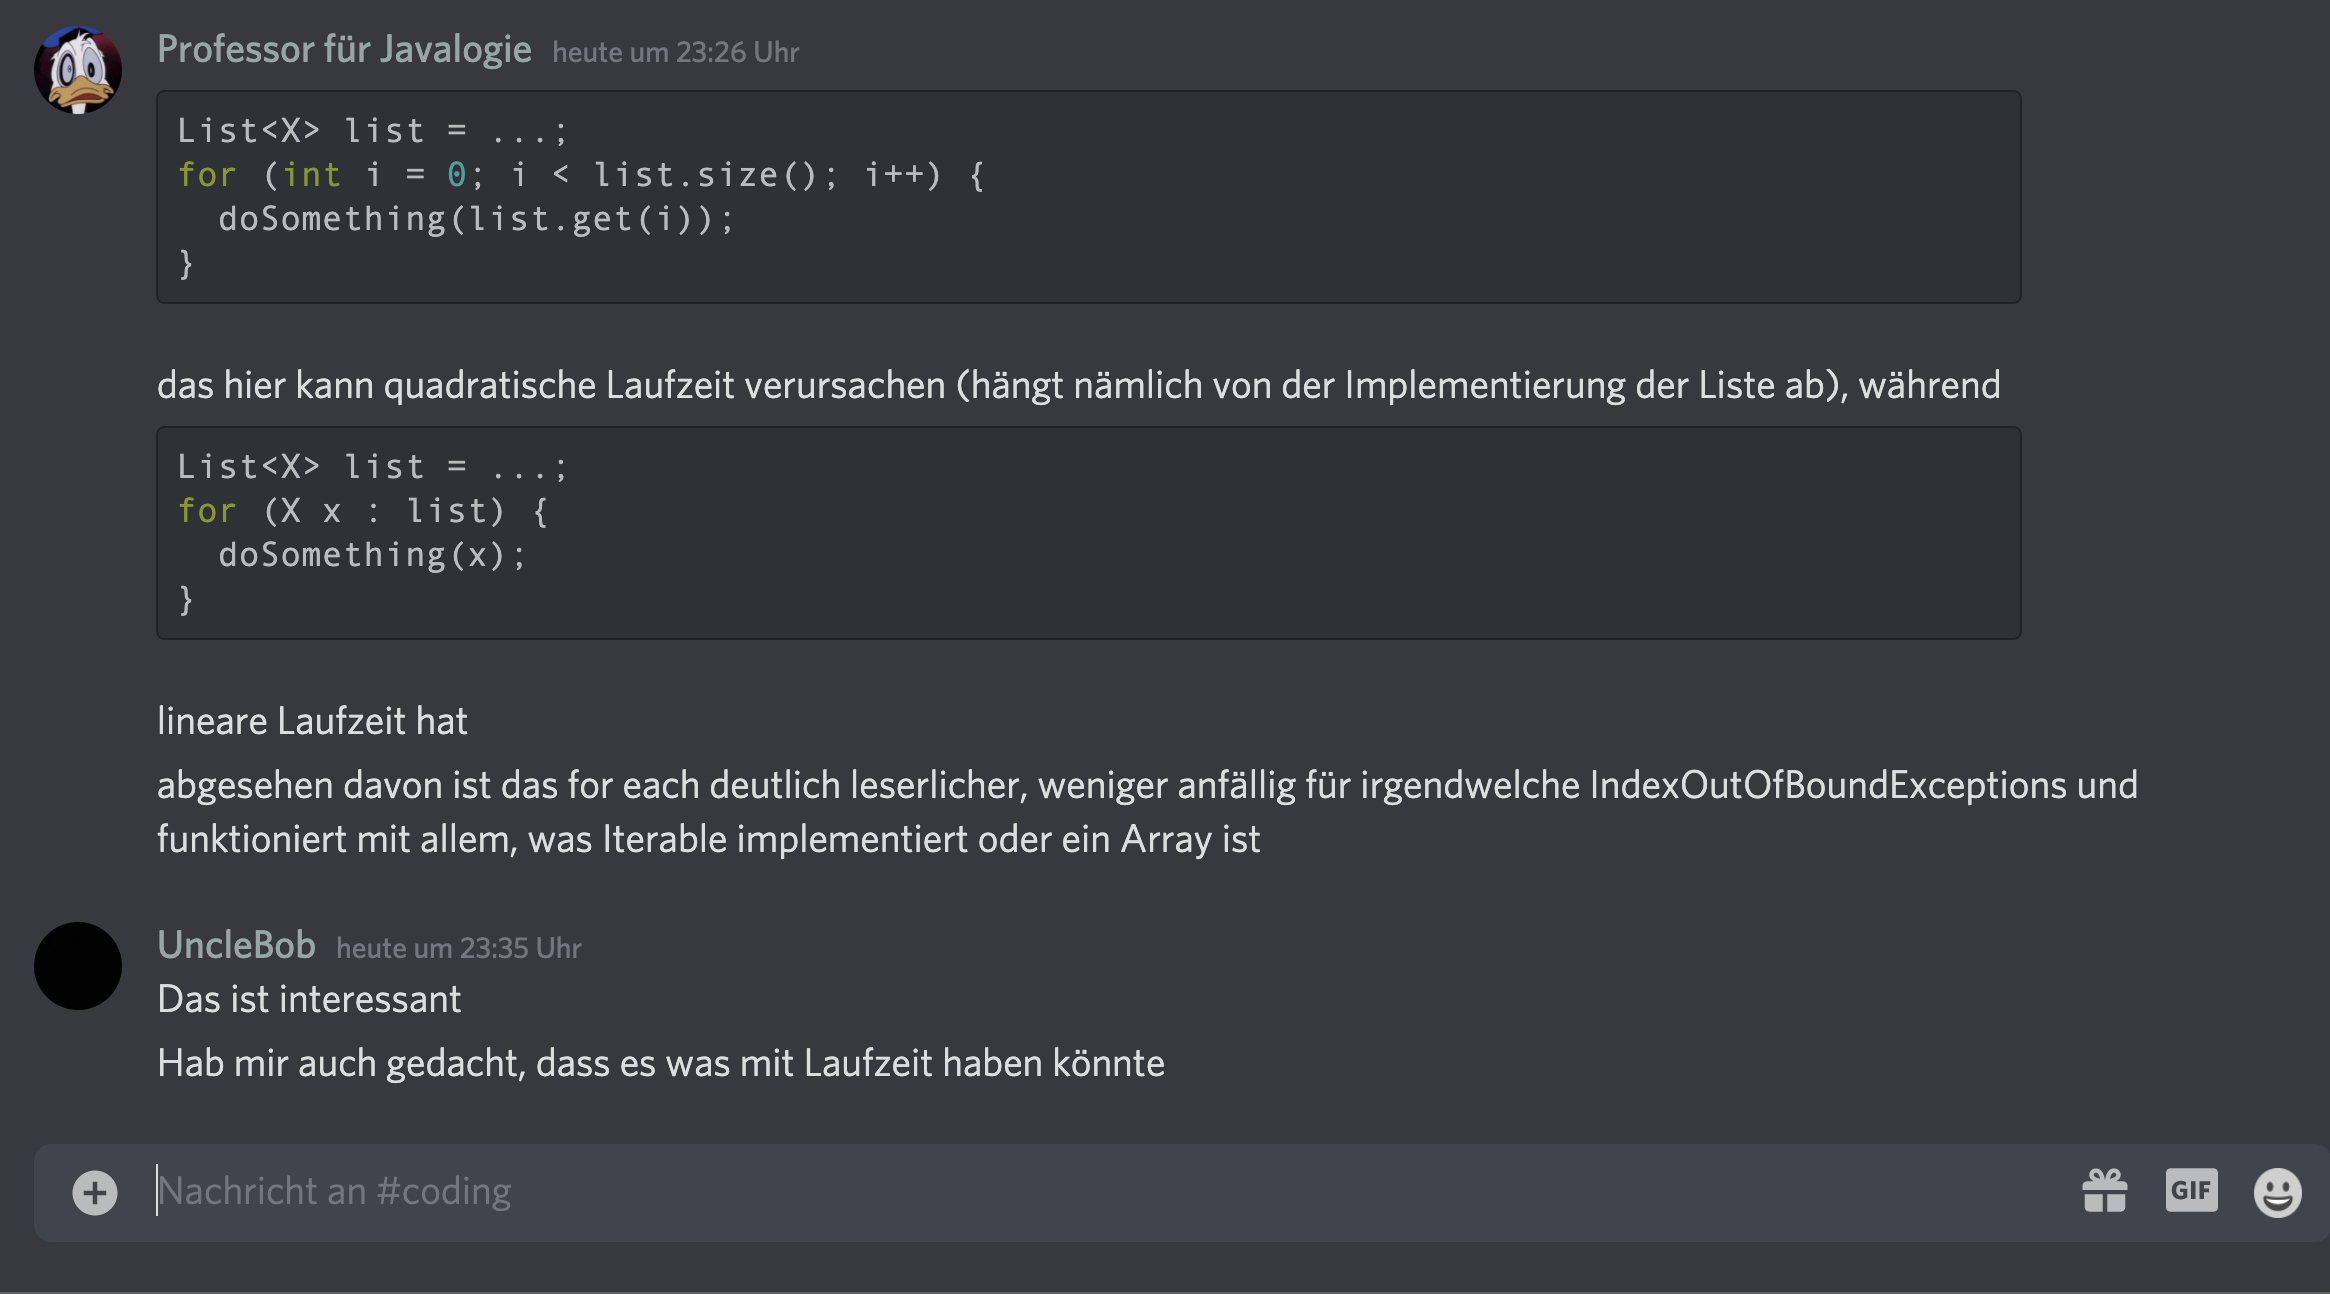 Professor für Javalogie heute um 23:26 Uhr
List<X> list = ...;
for (int i = 0; i < list.size(); i++) {
  doSomething(list.get(i));
}
das hier kann quadratische Laufzeit verursachen (hängt nämlich von der Implementierung der Liste ab), während
List<X> list = ...;
for (X x : list) {
  doSomething(x);
}
lineare Laufzeit hat
abgesehen davon ist das for each deutlich leserlicher, weniger anfällig für irgendwelche IndexOutOfBoundExceptions und
funktioniert mit allem, was Iterable implementiert oder ein Array ist
UncleBob heute um 23:35 Uhr
Das ist interessant
Hab mir auch gedacht, dass es was mit Laufzeit haben könnte
Nachricht an #coding GIF